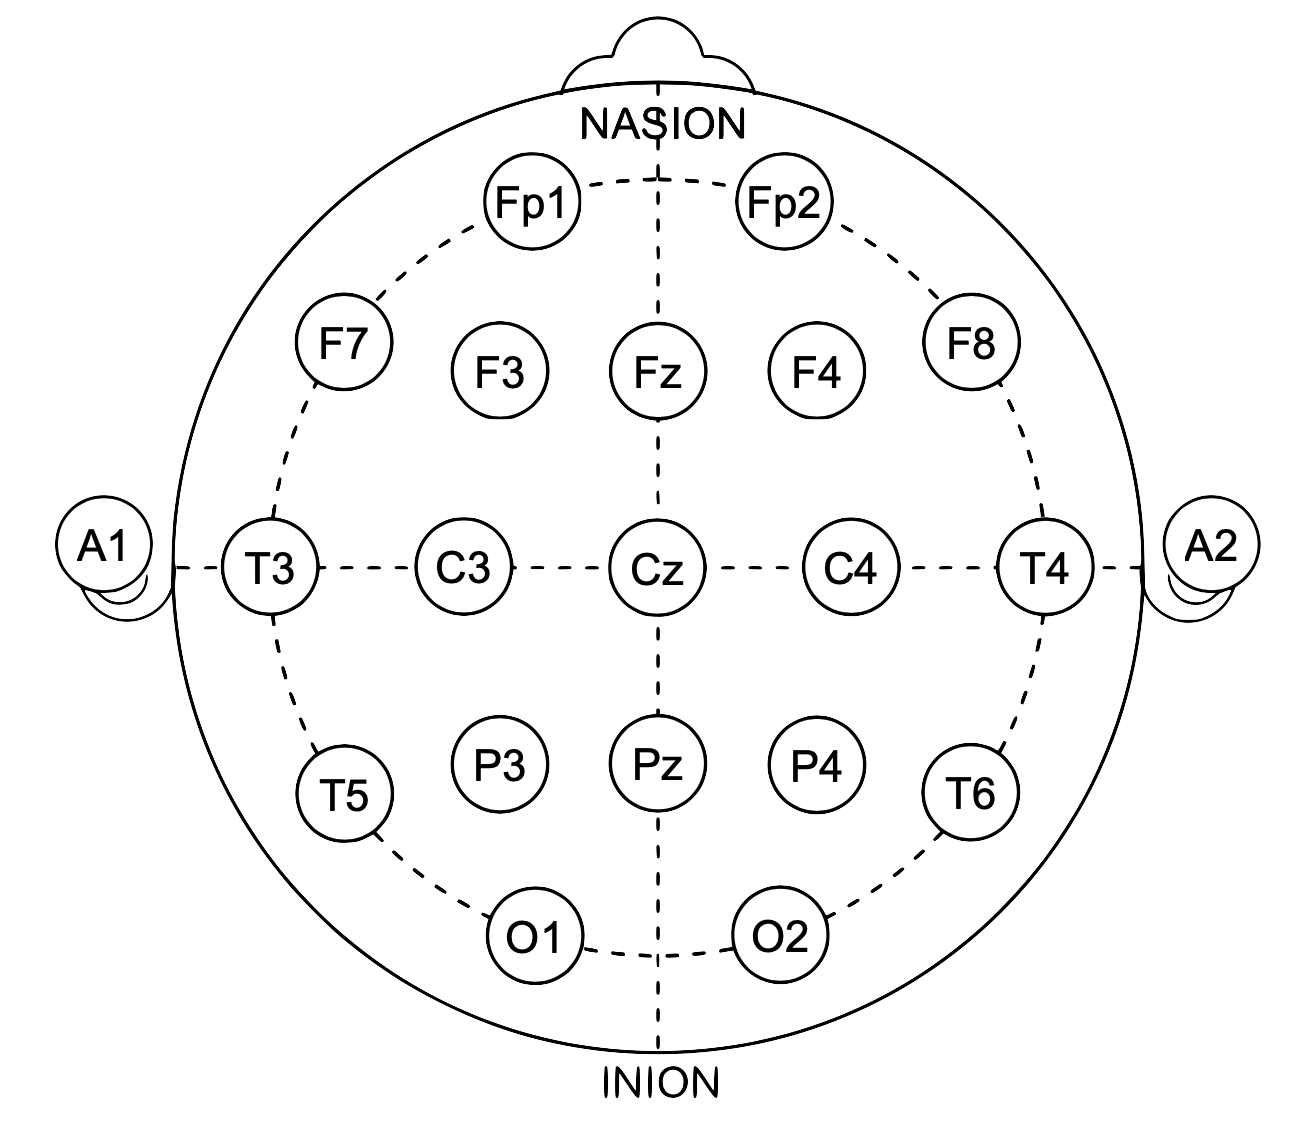 NASION
Fp1 Fp2
F7 F3 Fz F4 F8
A1 T3 C3 Cz C4 T4 A2
T5 P3 Pz P4 T6
O1 O2
INION